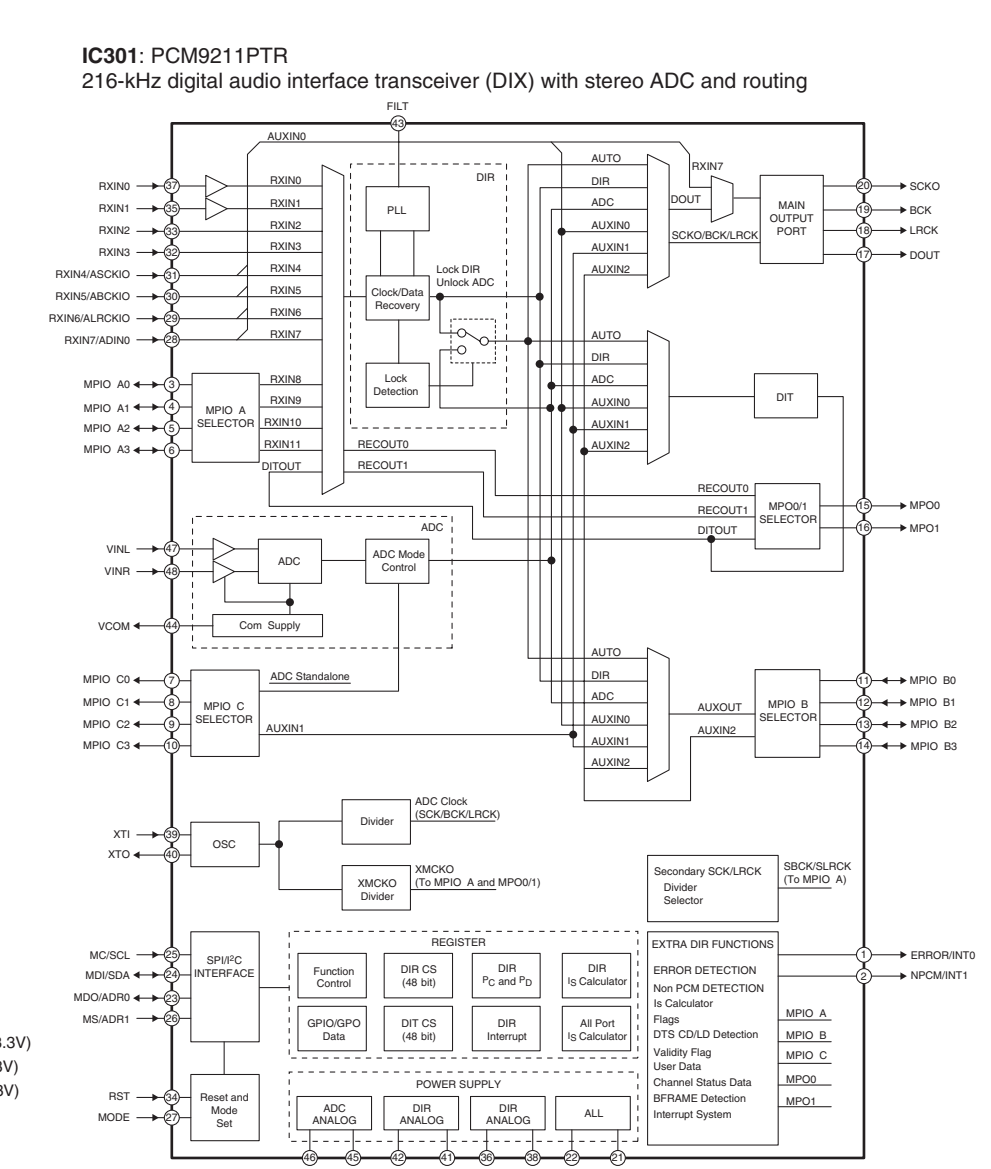 IC301: PCM9211PTR
216-kHz digital audio interface transceiver (DIX) with stereo ADC and routing
FILT
43
AUXIN0
RXIN0
37
RXIN0
RXIN1
35
RXIN1
RXIN2
33
RXIN2
RXIN3
32
RXIN3
RXIN4/ASCKIO
31
RXIN4
RXIN5/ABCKIO
30
RXIN5
RXIN6/ALRCKIO
29
RXIN6
RXIN7/ADIN0
28
RXIN7
MPIO A0
3
RXIN8
MPIO A1
4
RXIN9
MPIO A2
5
RXIN10
MPIO A3
6
RXIN11
MPIO A
SELECTOR
DITOUT
DIR
PLL
Clock/Data
Recovery
Lock DIR
Unlock ADC
Lock
Detection
RECOUT0
RECOUT1
AUTO
DIR
ADC
AUXIN0
AUXIN1
AUXIN2
RXIN7
DOUT
SCKO/BCK/LRCK
MAIN
OUTPUT
PORT
20
SCKO
19
BCK
18
LRCK
17
DOUT
AUTO
DIR
ADC
AUXIN0
AUXIN1
AUXIN2
DIT
RECOUT0
RECOUT1
DITOUT
MPO0/1
SELECTOR
15
MPO0
16
MPO1
ADC
VINL
47
VINR
48
ADC
ADC Mode
Control
VCOM
44
Com Supply
MPIO C0
7
MPIO C1
8
MPIO C2
9
MPIO C3
10
MPIO C
SELECTOR
ADC Standalone
AUXIN1
AUTO
DIR
ADC
AUXIN0
AUXIN1
AUXIN2
AUXOUT
AUXIN2
MPIO B
SELECTOR
11
MPIO B0
12
MPIO B1
13
MPIO B2
14
MPIO B3
XTI
39
XTO
40
OSC
Divider
ADC Clock
(SCK/BCK/LRCK)
XMCKO
Divider
XMCKO
(To MPIO A and MPO0/1)
Secondary SCK/LRCK
Divider
Selector
SBCK/SLRCK
(To MPIO A)
MC/SCL
25
MDI/SDA
24
MDO/ADR0
23
MS/ADR1
26
SPI/I²C
INTERFACE
REGISTER
Function
Control
DIR CS
(48 bit)
DIR
PC and PD
DIR
IS Calculator
GPIO/GPO
Data
DIT CS
(48 bit)
DIR
Interrupt
All Port
IS Calculator
EXTRA DIR FUNCTIONS
ERROR DETECTION
Non PCM DETECTION
Is Calculator
Flags
DTS CD/LD Detection
Validity Flag
User Data
Channel Status Data
BFRAME Detection
Interrupt System
1
ERROR/INT0
2
NPCM/INT1
MPIO A
MPIO B
MPIO C
MPO0
MPO1
3.3V)
3V)
3V)
RST
34
MODE
27
Reset and
Mode
Set
POWER SUPPLY
ADC
ANALOG
DIR
ANALOG
DIR
ANALOG
ALL
46
45
42
41
36
38
22
21